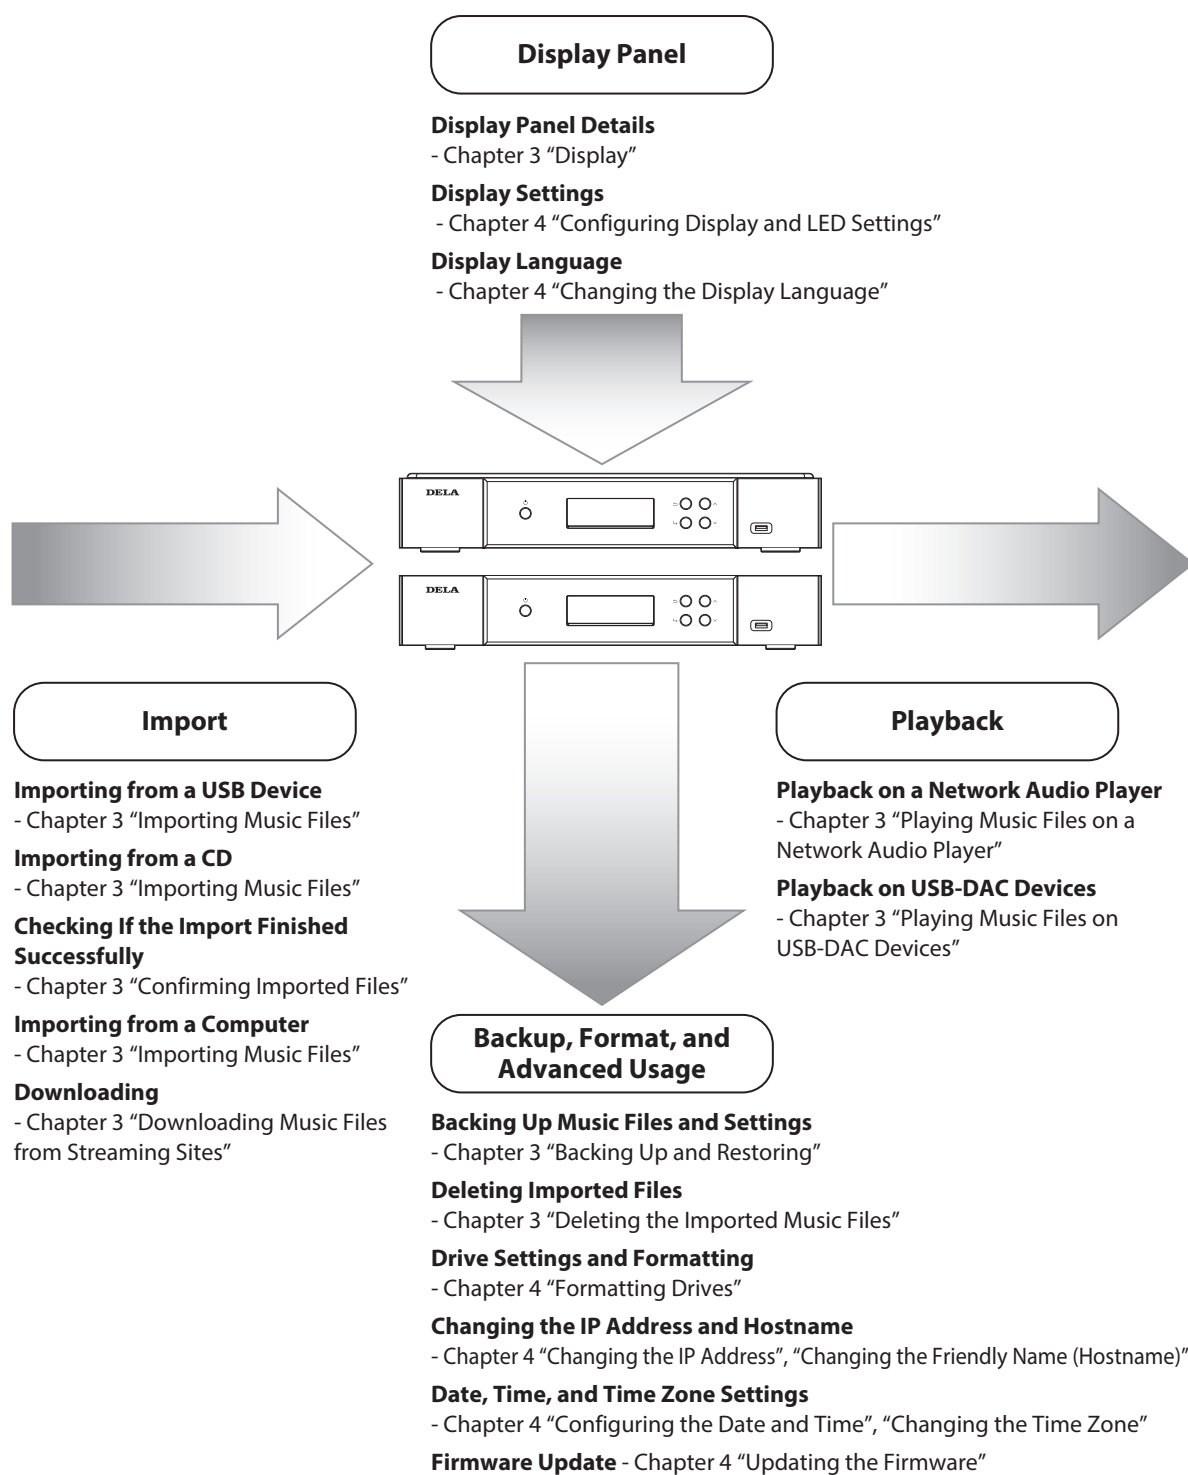 Display Panel
Display Panel Details
- Chapter 3 “Display”
Display Settings
- Chapter 4 “Configuring Display and LED Settings”
Display Language
- Chapter 4 “Changing the Display Language”
DELA
DELA
Import
Importing from a USB Device
- Chapter 3 “Importing Music Files”
Importing from a CD
- Chapter 3 “Importing Music Files”
Checking If the Import Finished
Successfully
- Chapter 3 “Confirming Imported Files”
Importing from a Computer
- Chapter 3 “Importing Music Files”
Downloading
- Chapter 3 “Downloading Music Files
from Streaming Sites”
Playback
Playback on a Network Audio Player
- Chapter 3 “Playing Music Files on a
Network Audio Player”
Playback on USB-DAC Devices
- Chapter 3 “Playing Music Files on
USB-DAC Devices”
Backup, Format, and
Advanced Usage
Backing Up Music Files and Settings
- Chapter 3 “Backing Up and Restoring”
Deleting Imported Files
- Chapter 3 “Deleting the Imported Music Files”
Drive Settings and Formatting
- Chapter 4 “Formatting Drives”
Changing the IP Address and Hostname
- Chapter 4 “Changing the IP Address”, “Changing the Friendly Name (Hostname)”
Date, Time, and Time Zone Settings
- Chapter 4 “Configuring the Date and Time”, “Changing the Time Zone”
Firmware Update - Chapter 4 “Updating the Firmware”